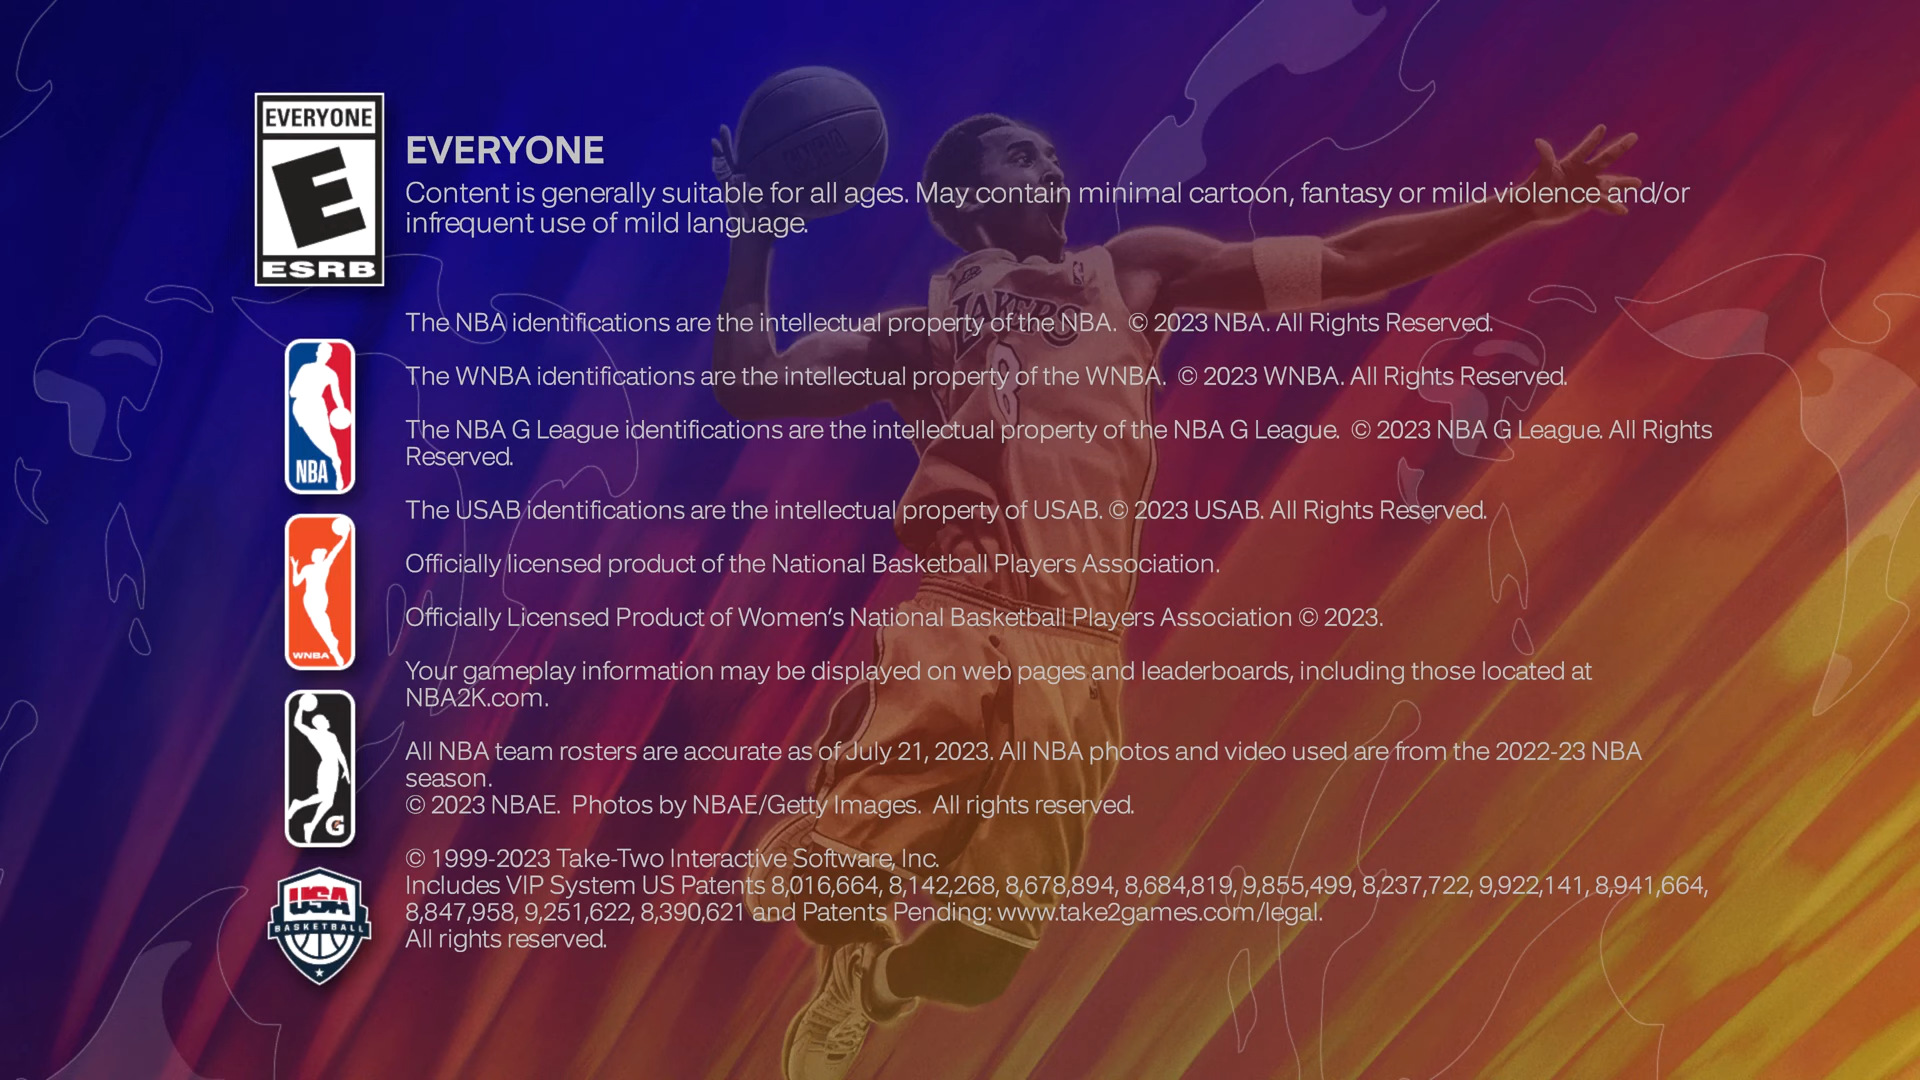 EVERYONE
E
ESRB
EVERYONE
Content is generally suitable for all ages. May contain minimal cartoon, fantasy or mild violence and/or
infrequent use of mild language.
LAKERS
8
The NBA identifications are the intellectual property of the NBA.  © 2023 NBA. All Rights Reserved.
The WNBA identifications are the intellectual property of the WNBA.  © 2023 WNBA. All Rights Reserved.
The NBA G League identifications are the intellectual property of the NBA G League.  © 2023 NBA G League. All Rights
Reserved.
NBA
The USAB identifications are the intellectual property of USAB. © 2023 USAB. All Rights Reserved.
Officially licensed product of the National Basketball Players Association.
Officially Licensed Product of Women’s National Basketball Players Association © 2023.
WNBA
Your gameplay information may be displayed on web pages and leaderboards, including those located at
NBA2K.com.
All NBA team rosters are accurate as of July 21, 2023. All NBA photos and video used are from the 2022-23 NBA
season.
© 2023 NBAE.  Photos by NBAE/Getty Images.  All rights reserved.
G
© 1999-2023 Take-Two Interactive Software, Inc.
Includes VIP System US Patents 8,016,664, 8,142,268, 8,678,894, 8,684,819, 9,855,499, 8,237,722, 9,922,141, 8,941,664,
8,847,958, 9,251,622, 8,390,621 and Patents Pending: www.take2games.com/legal.
All rights reserved.
USA
BASKETBALL